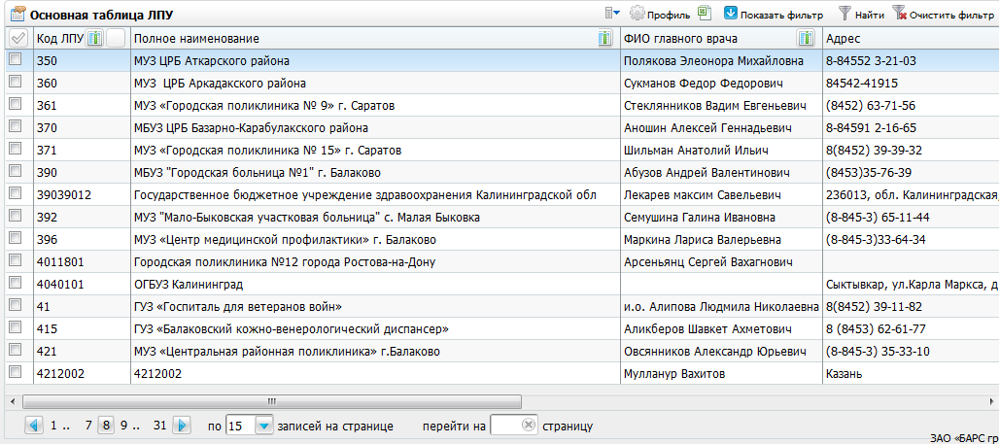 Основная таблица ЛПУ Профиль Показать фильтр Найти Очистить фильтр
Код ЛПУ Полное наименование ФИО главного врача Адрес
350 МУЗ ЦРБ Аткарского района Полякова Элеонора Михайловна 8-84552 3-21-03
360 МУЗ ЦРБ Аркадакского района Сукманов Федор Федорович 84542-41915
361 МУЗ «Городская поликлиника № 9» г. Саратов Стеклянников Вадим Евгеньевич (8452) 63-71-56
370 МБУЗ ЦРБ Базарно-Карабулакского района Аношин Алексей Геннадьевич 8-84591 2-16-65
371 МУЗ «Городская поликлиника № 15» г. Саратов Шильман Анатолий Ильич 8(8452) 39-39-32
390 МБУЗ "Городская больница №1" г. Балаково Абузов Андрей Валентинович (8453)35-76-39
39039012 Государственное бюджетное учреждение здравоохранения Калининградской обл Лекарев максим Савельевич 236013, обл. Калининградская,
392 МУЗ "Мало-Быковская участковая больница" с. Малая Быковка Семушина Галина Ивановна (8-845-3) 65-11-44
396 МУЗ «Центр медицинской профилактики» г. Балаково Маркина Лариса Валерьевна (8-845-3)33-64-34
4011801 Городская поликлиника №12 города Ростова-на-Дону Арсеньянц Сергей Вахагнович
4040101 ОГБУЗ Калининград Сыктывкар, ул.Карла Маркса, д
41 ГУЗ «Госпиталь для ветеранов войн» и.о. Алипова Людмила Николаевна 8(8452) 39-11-82
415 ГУЗ «Балаковский кожно-венерологический диспансер» Аликберов Шавкет Ахметович 8 (8453) 62-61-77
421 МУЗ «Центральная районная поликлиника» г.Балаково Овсянников Александр Юрьевич (8-845-3) 35-33-10
4212002 4212002 Мулланур Вахитов Казань
1 .. 7 8 9 .. 31 по 15 записей на странице перейти на страницу
ЗАО «БАРС гр